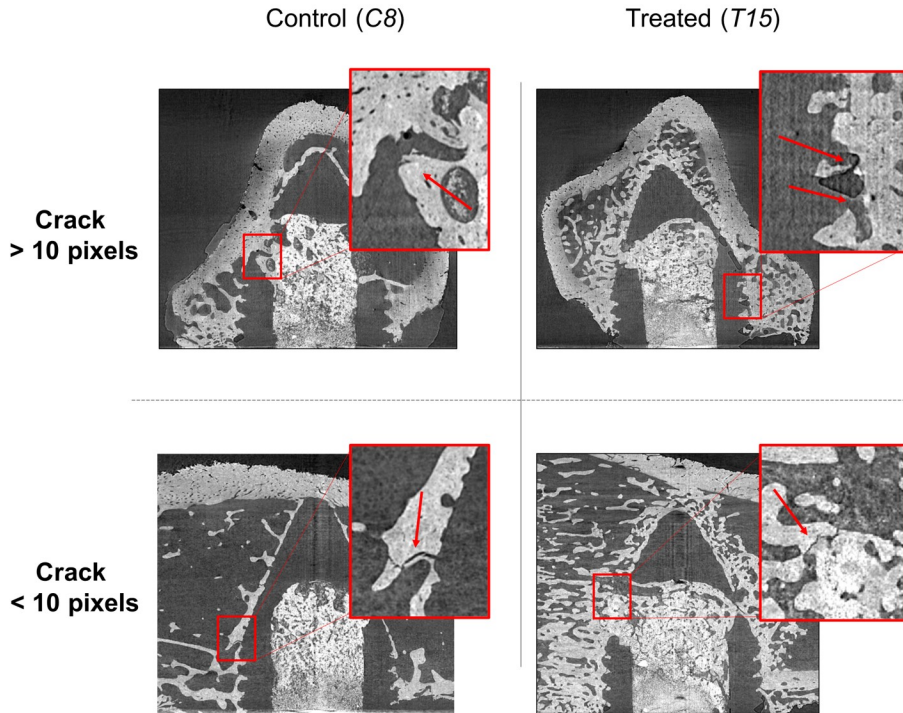 Control (C8)
Treated (T15)
Crack
> 10 pixels
Crack
< 10 pixels